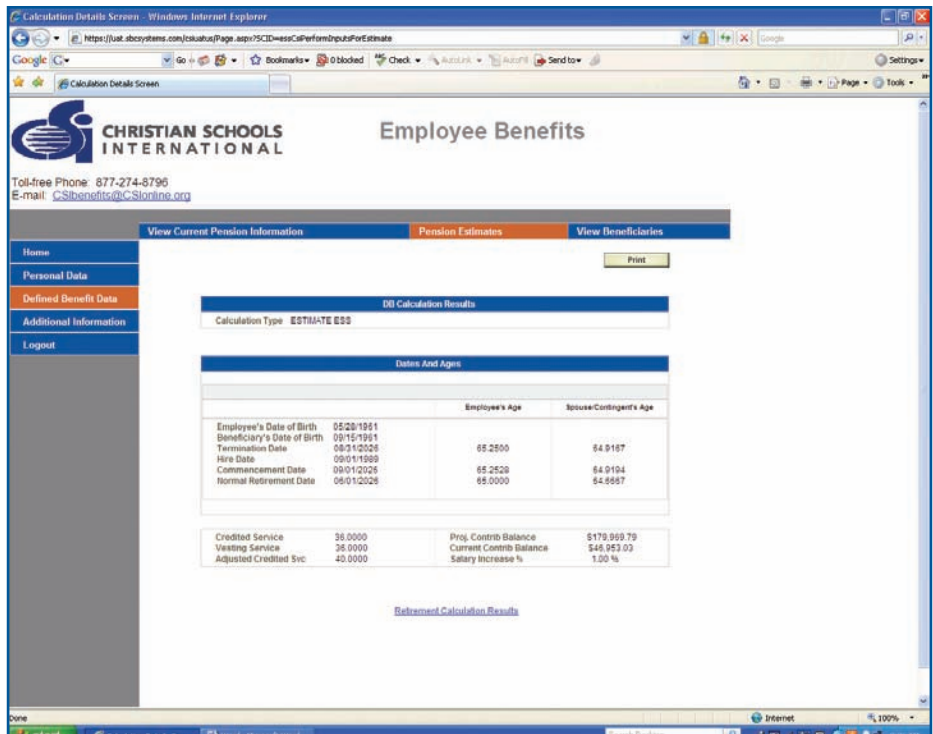 Calculation Details Screen - Windows Internet Explorer
https://uat.sbcsystems.com/csiuatus/Page.aspx?SCID=essCsPerformInputsForEstimate
Google
Google Go Bookmarks 0 blocked Check AutoLink AutoFill Send to Settings
Calculation Details Screen Page Tools
CHRISTIAN SCHOOLS
INTERNATIONAL
Employee Benefits
Toll-free Phone: 877-274-8796
E-mail: CSIbenefits@CSIonline.org
View Current Pension Information Pension Estimates View Beneficiaries
Home
Personal Data
Defined Benefit Data
Additional Information
Logout
Print
DB Calculation Results
Calculation Type ESTIMATE ESS
Dates And Ages
Employee's Age Spouse/Contingent's Age
Employee's Date of Birth 05/28/1961
Beneficiary's Date of Birth 09/15/1961
Termination Date 08/31/2026 65.2500 64.9167
Hire Date 09/01/1989
Commencement Date 09/01/2026 65.2528 64.9194
Normal Retirement Date 06/01/2026 65.0000 64.6667
Credited Service 36.0000 Proj. Contrib Balance $179,969.79
Vesting Service 36.0000 Current Contrib Balance $46,953.03
Adjusted Credited Svc 40.0000 Salary Increase % 1.00 %
Retirement Calculation Results
Done Internet 100%